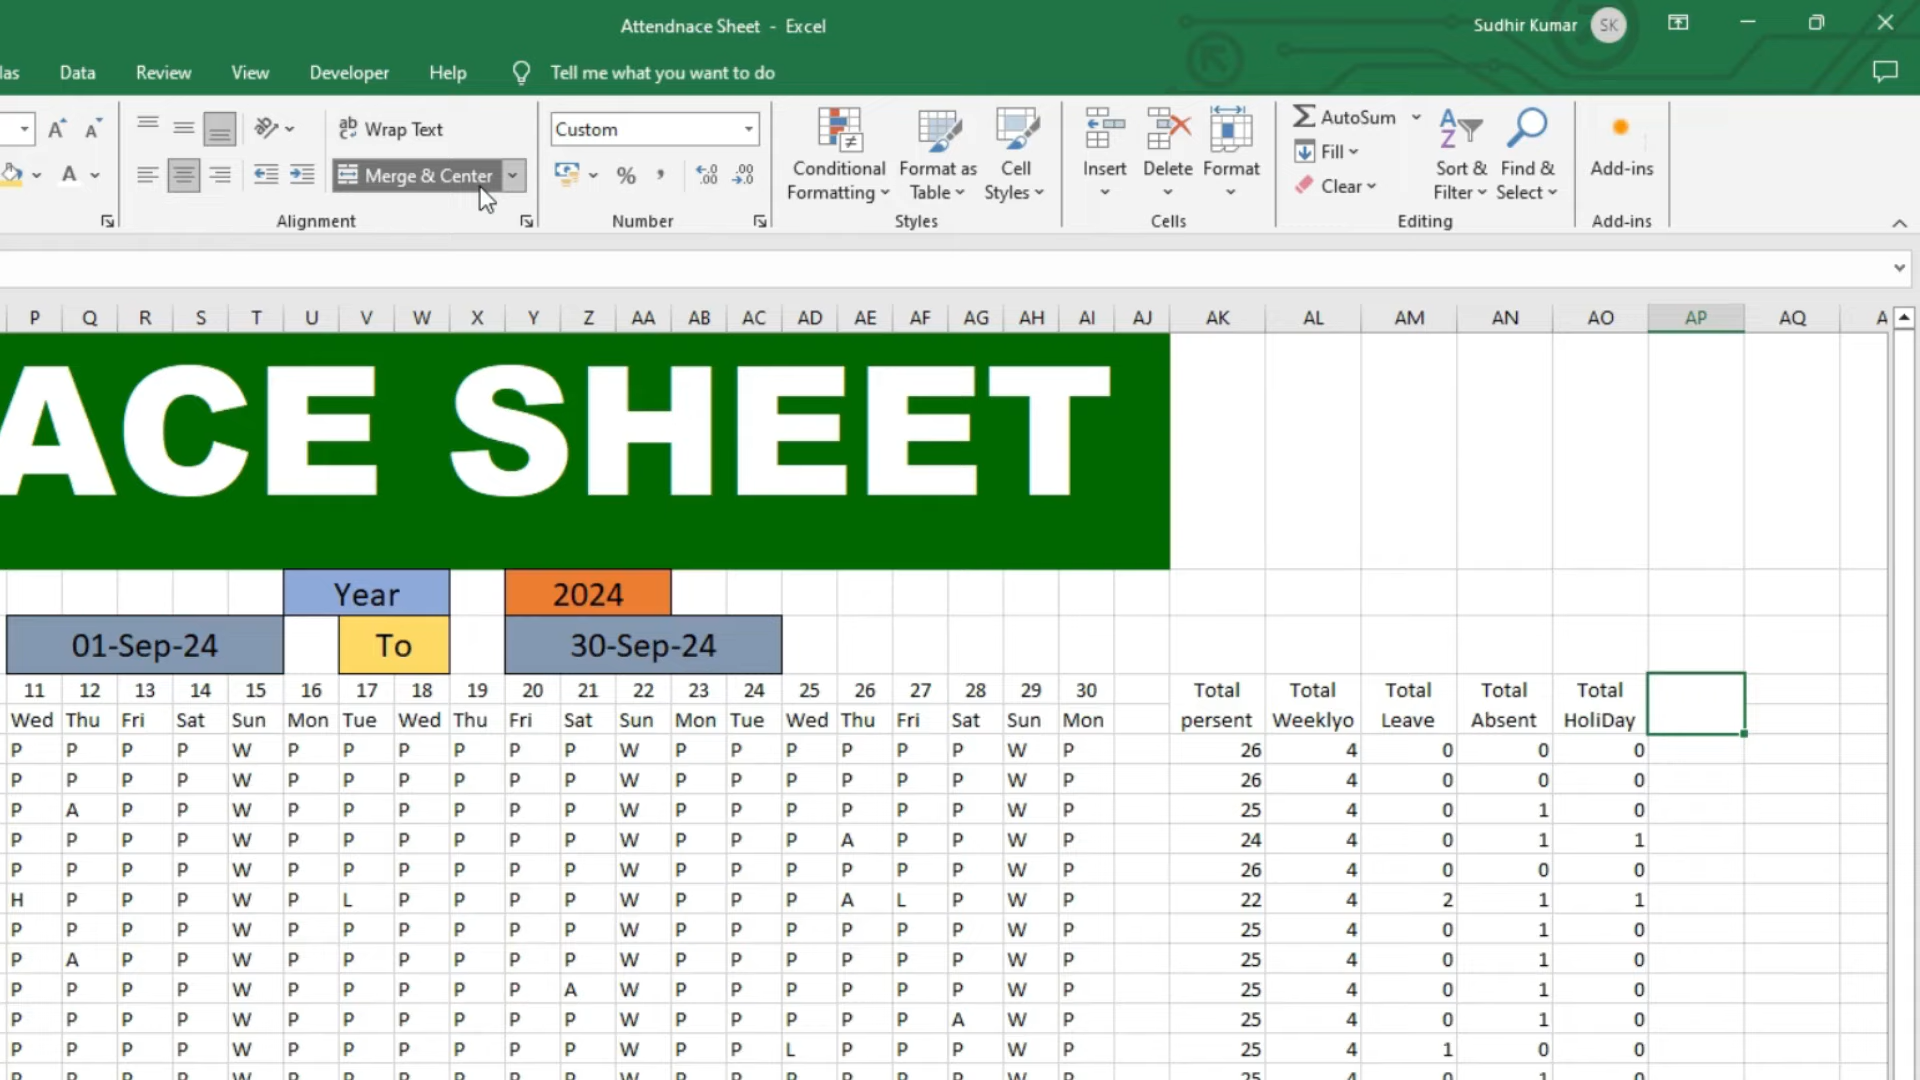 Attendnace Sheet - Excel
Sudhir Kumar SK
las Data Review View Developer Help Tell me what you want to do
Wrap Text
Merge & Center
Alignment
Custom
%
Number
Conditional Formatting
Format as Table
Cell Styles
Styles
Insert
Delete
Format
Cells
AutoSum
Fill
Clear
Sort & Filter
Find & Select
Editing
Add-ins
Add-ins
P Q R S T U V W X Y Z AA AB AC AD AE AF AG AH AI AJ AK AL AM AN AO AP AQ A
ACE SHEET
Year 2024
01-Sep-24 To 30-Sep-24
11 12 13 14 15 16 17 18 19 20 21 22 23 24 25 26 27 28 29 30 Total Total Total Total Total
Wed Thu Fri Sat Sun Mon Tue Wed Thu Fri Sat Sun Mon Tue Wed Thu Fri Sat Sun Mon persent Weeklyo Leave Absent HoliDay
P P P P W P P P P P P W P P P P P P W P 26 4 0 0 0
P P P P W P P P P P P W P P P P P P W P 26 4 0 0 0
P A P P W P P P P P P W P P P P P P W P 25 4 0 1 0
P P P P W P P P P P P W P P P A P P W P 24 4 0 1 1
P P P P W P P P P P P W P P P P P P W P 26 4 0 0 0
H P P P W P L P P P P W P P P A L P W P 22 4 2 1 1
P P P P W P P P P P P W P P P P P P W P 25 4 0 1 0
P A P P W P P P P P P W P P P P P P W P 25 4 0 1 0
P P P P W P P P P P A W P P P P P P W P 25 4 0 1 0
P P P P W P P P P P P W P P P P P A W P 25 4 0 1 0
P P P P W P P P P P P W P P L P P P W P 25 4 1 0 0
P P P P W P P P P P P W P P P P P P W P 25 4 0 1 0